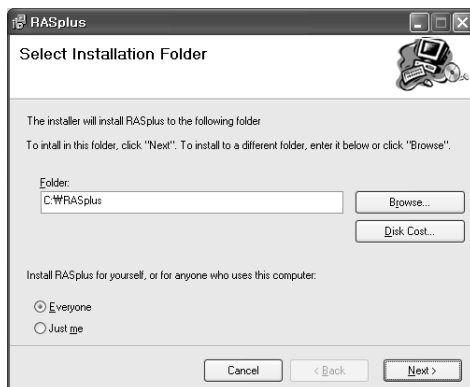 RASplus
Select Installation Folder
The installer will install RASplus to the following folder
To intall in this folder, click "Next". To install to a different folder, enter it below or click "Browse".
Folder:
C:₩RASplus
Browse...
Disk Cost...
Install RASplus for yourself, or for anyone who uses this computer:
Everyone
Just me
Cancel
< Back
Next >